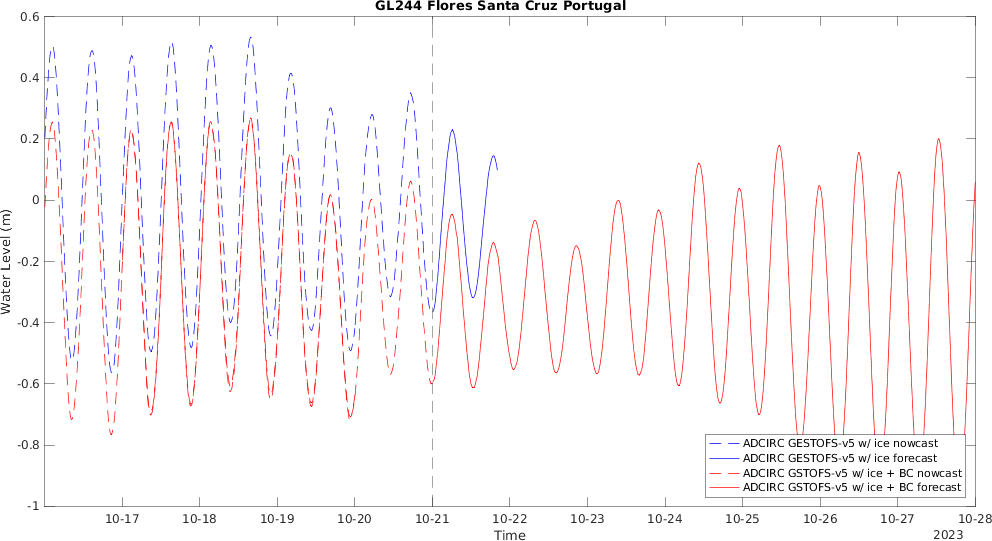 GL244 Flores Santa Cruz Portugal
0.6
0.4
0.2
0
-0.2
-0.4
-0.6
-0.8
-1
Water Level (m)
ADCIRC GESTOFS-v5 w/ ice nowcast
ADCIRC GESTOFS-v5 w/ ice forecast
ADCIRC GSTOFS-v5 w/ ice + BC nowcast
ADCIRC GSTOFS-v5 w/ ice + BC forecast
10-17 10-18 10-19 10-20 10-21 10-22 10-23 10-24 10-25 10-26 10-27 10-28
Time
2023